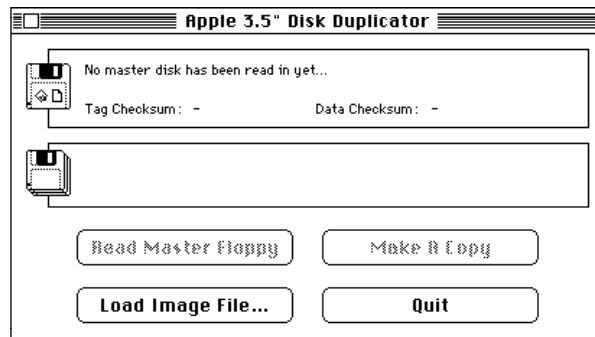 Apple 3.5" Disk Duplicator
No master disk has been read in yet...
Tag Checksum: - Data Checksum: -
Read Master Floppy Make A Copy
Load Image File... Quit